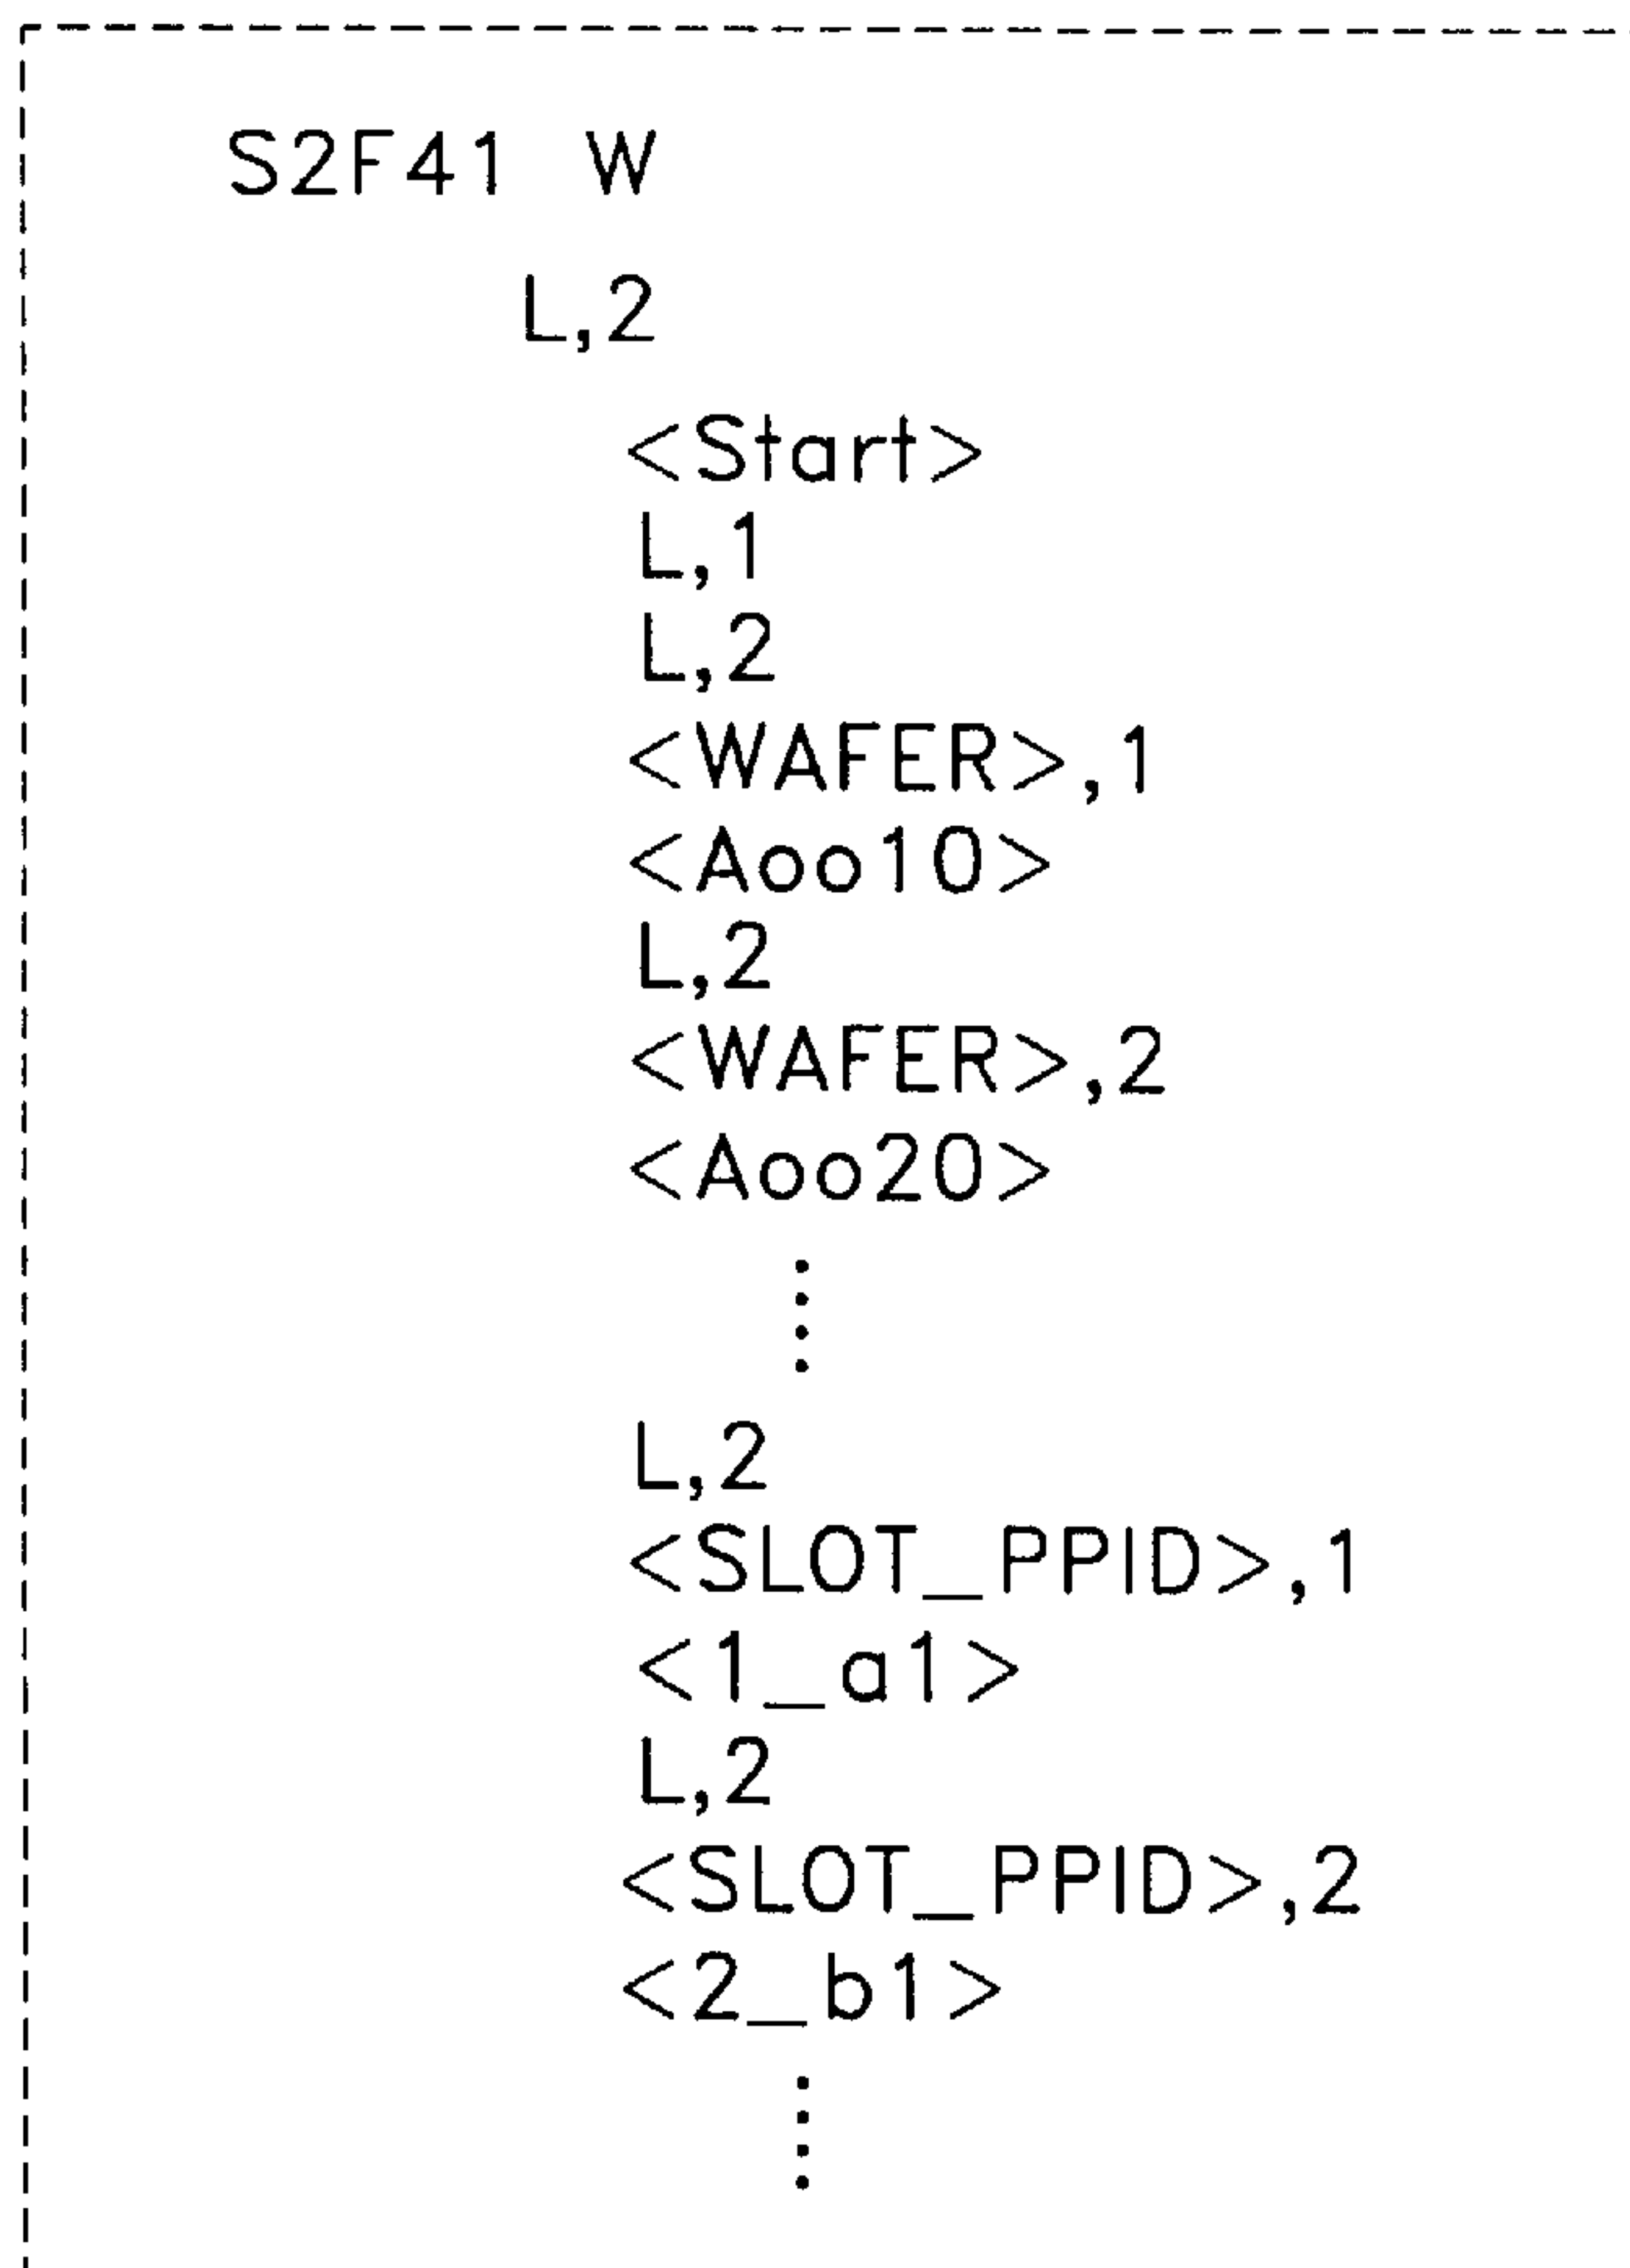 S2F41 W
L,2
<Start>
L,1
L,2
<WAFER>,1
<Aoo10>
L,2
<WAFER>,2
<Aoo20>
L,2
<SLOT_PPID>,1
<1_a1>
L,2
<SLOT_PPID>,2
<2_b1>